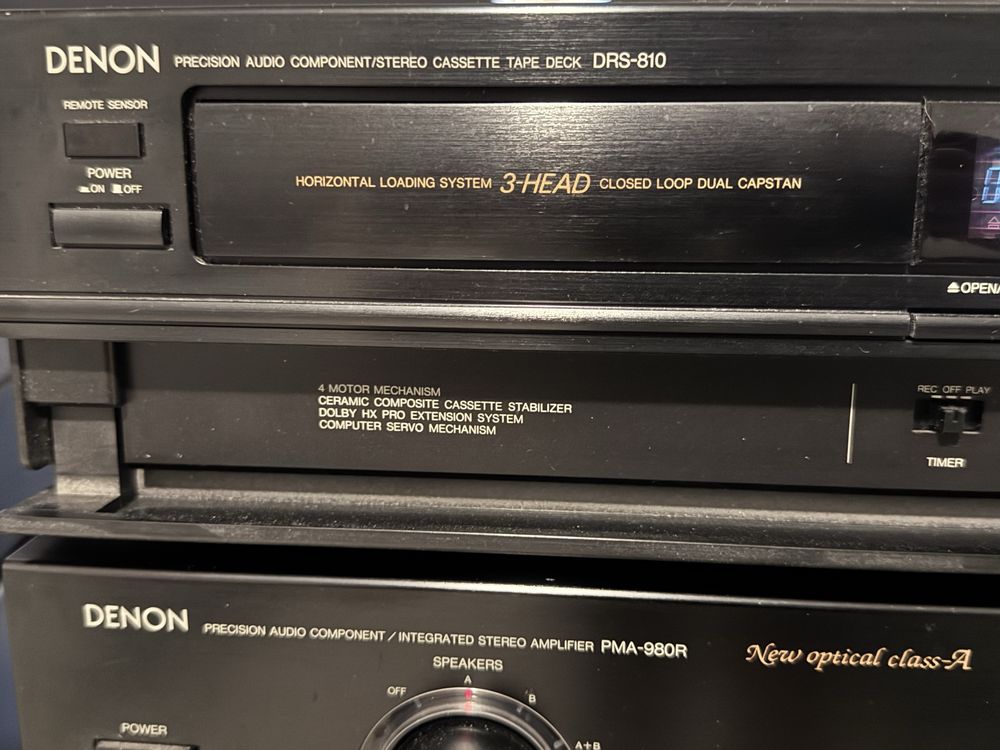 DENON PRECISION AUDIO COMPONENT/STEREO CASSETTE TAPE DECK DRS-810
REMOTE SENSOR
POWER
ON OFF
HORIZONTAL LOADING SYSTEM 3-HEAD CLOSED LOOP DUAL CAPSTAN
OPEN/
4 MOTOR MECHANISM
CERAMIC COMPOSITE CASSETTE STABILIZER
DOLBY HX PRO EXTENSION SYSTEM
COMPUTER SERVO MECHANISM
REC OFF PLAY
TIMER
DENON PRECISION AUDIO COMPONENT / INTEGRATED STEREO AMPLIFIER PMA-980R
New optical class-A
SPEAKERS
OFF A B A+B
POWER